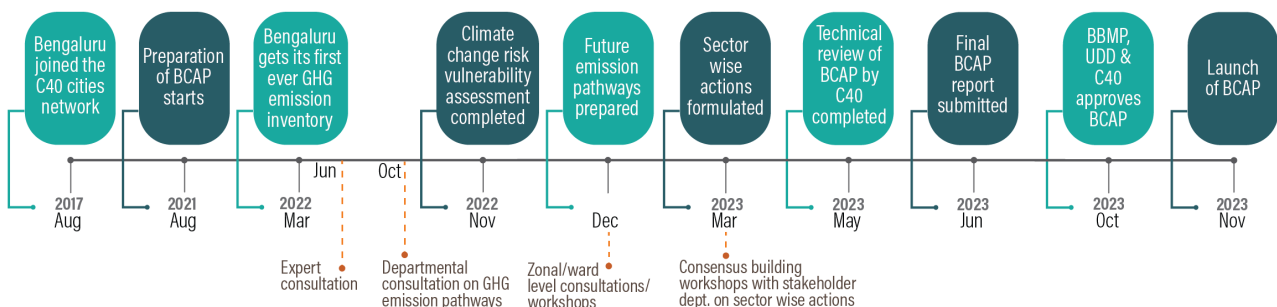 Bengaluru
joined the
C40 cities
network
Preparation
of BCAP
starts
Bengaluru
gets its first
ever GHG
emission
inventory
Climate
change risk
vulnerability
assessment
completed
Future
emission
pathways
prepared
Sector
wise
actions
formulated
Technical
review of
BCAP by
C40
completed
Final
BCAP
report
submitted
BBMP,
UDD &
C40
approves
BCAP
Launch
of BCAP
Jun
Oct
2017
Aug
2021
Aug
2022
Mar
2022
Nov
Dec
2023
Mar
2023
May
2023
Jun
2023
Oct
2023
Nov
Expert
consultation
Departmental
consultation on GHG
emission pathways
Zonal/ward
level consultations/
workshops
Consensus building
workshops with stakeholder
dept. on sector wise actions